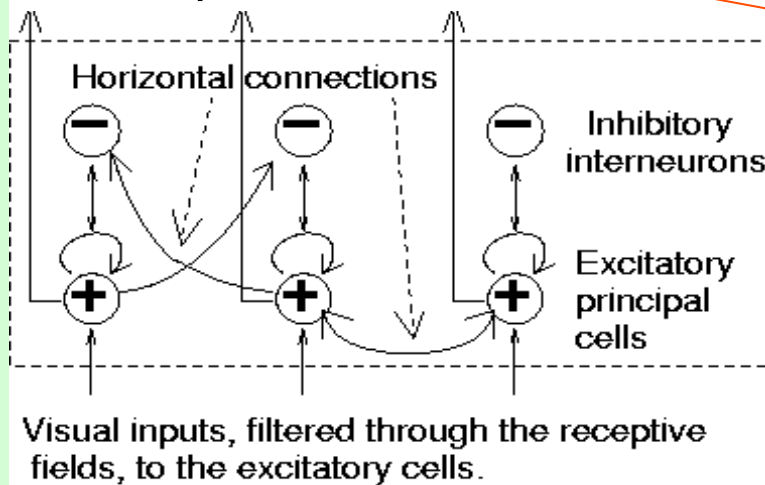 Horizontal connections
Inhibitory
interneurons
Excitatory
principal
cells
Visual inputs, filtered through the receptive
fields, to the excitatory cells.